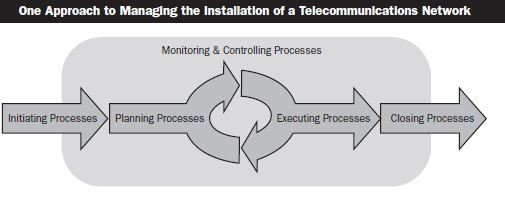 One Approach to Managing the Installation of a Telecommunications Network
Monitoring & Controlling Processes
Initiating Processes
Planning Processes
Executing Processes
Closing Processes